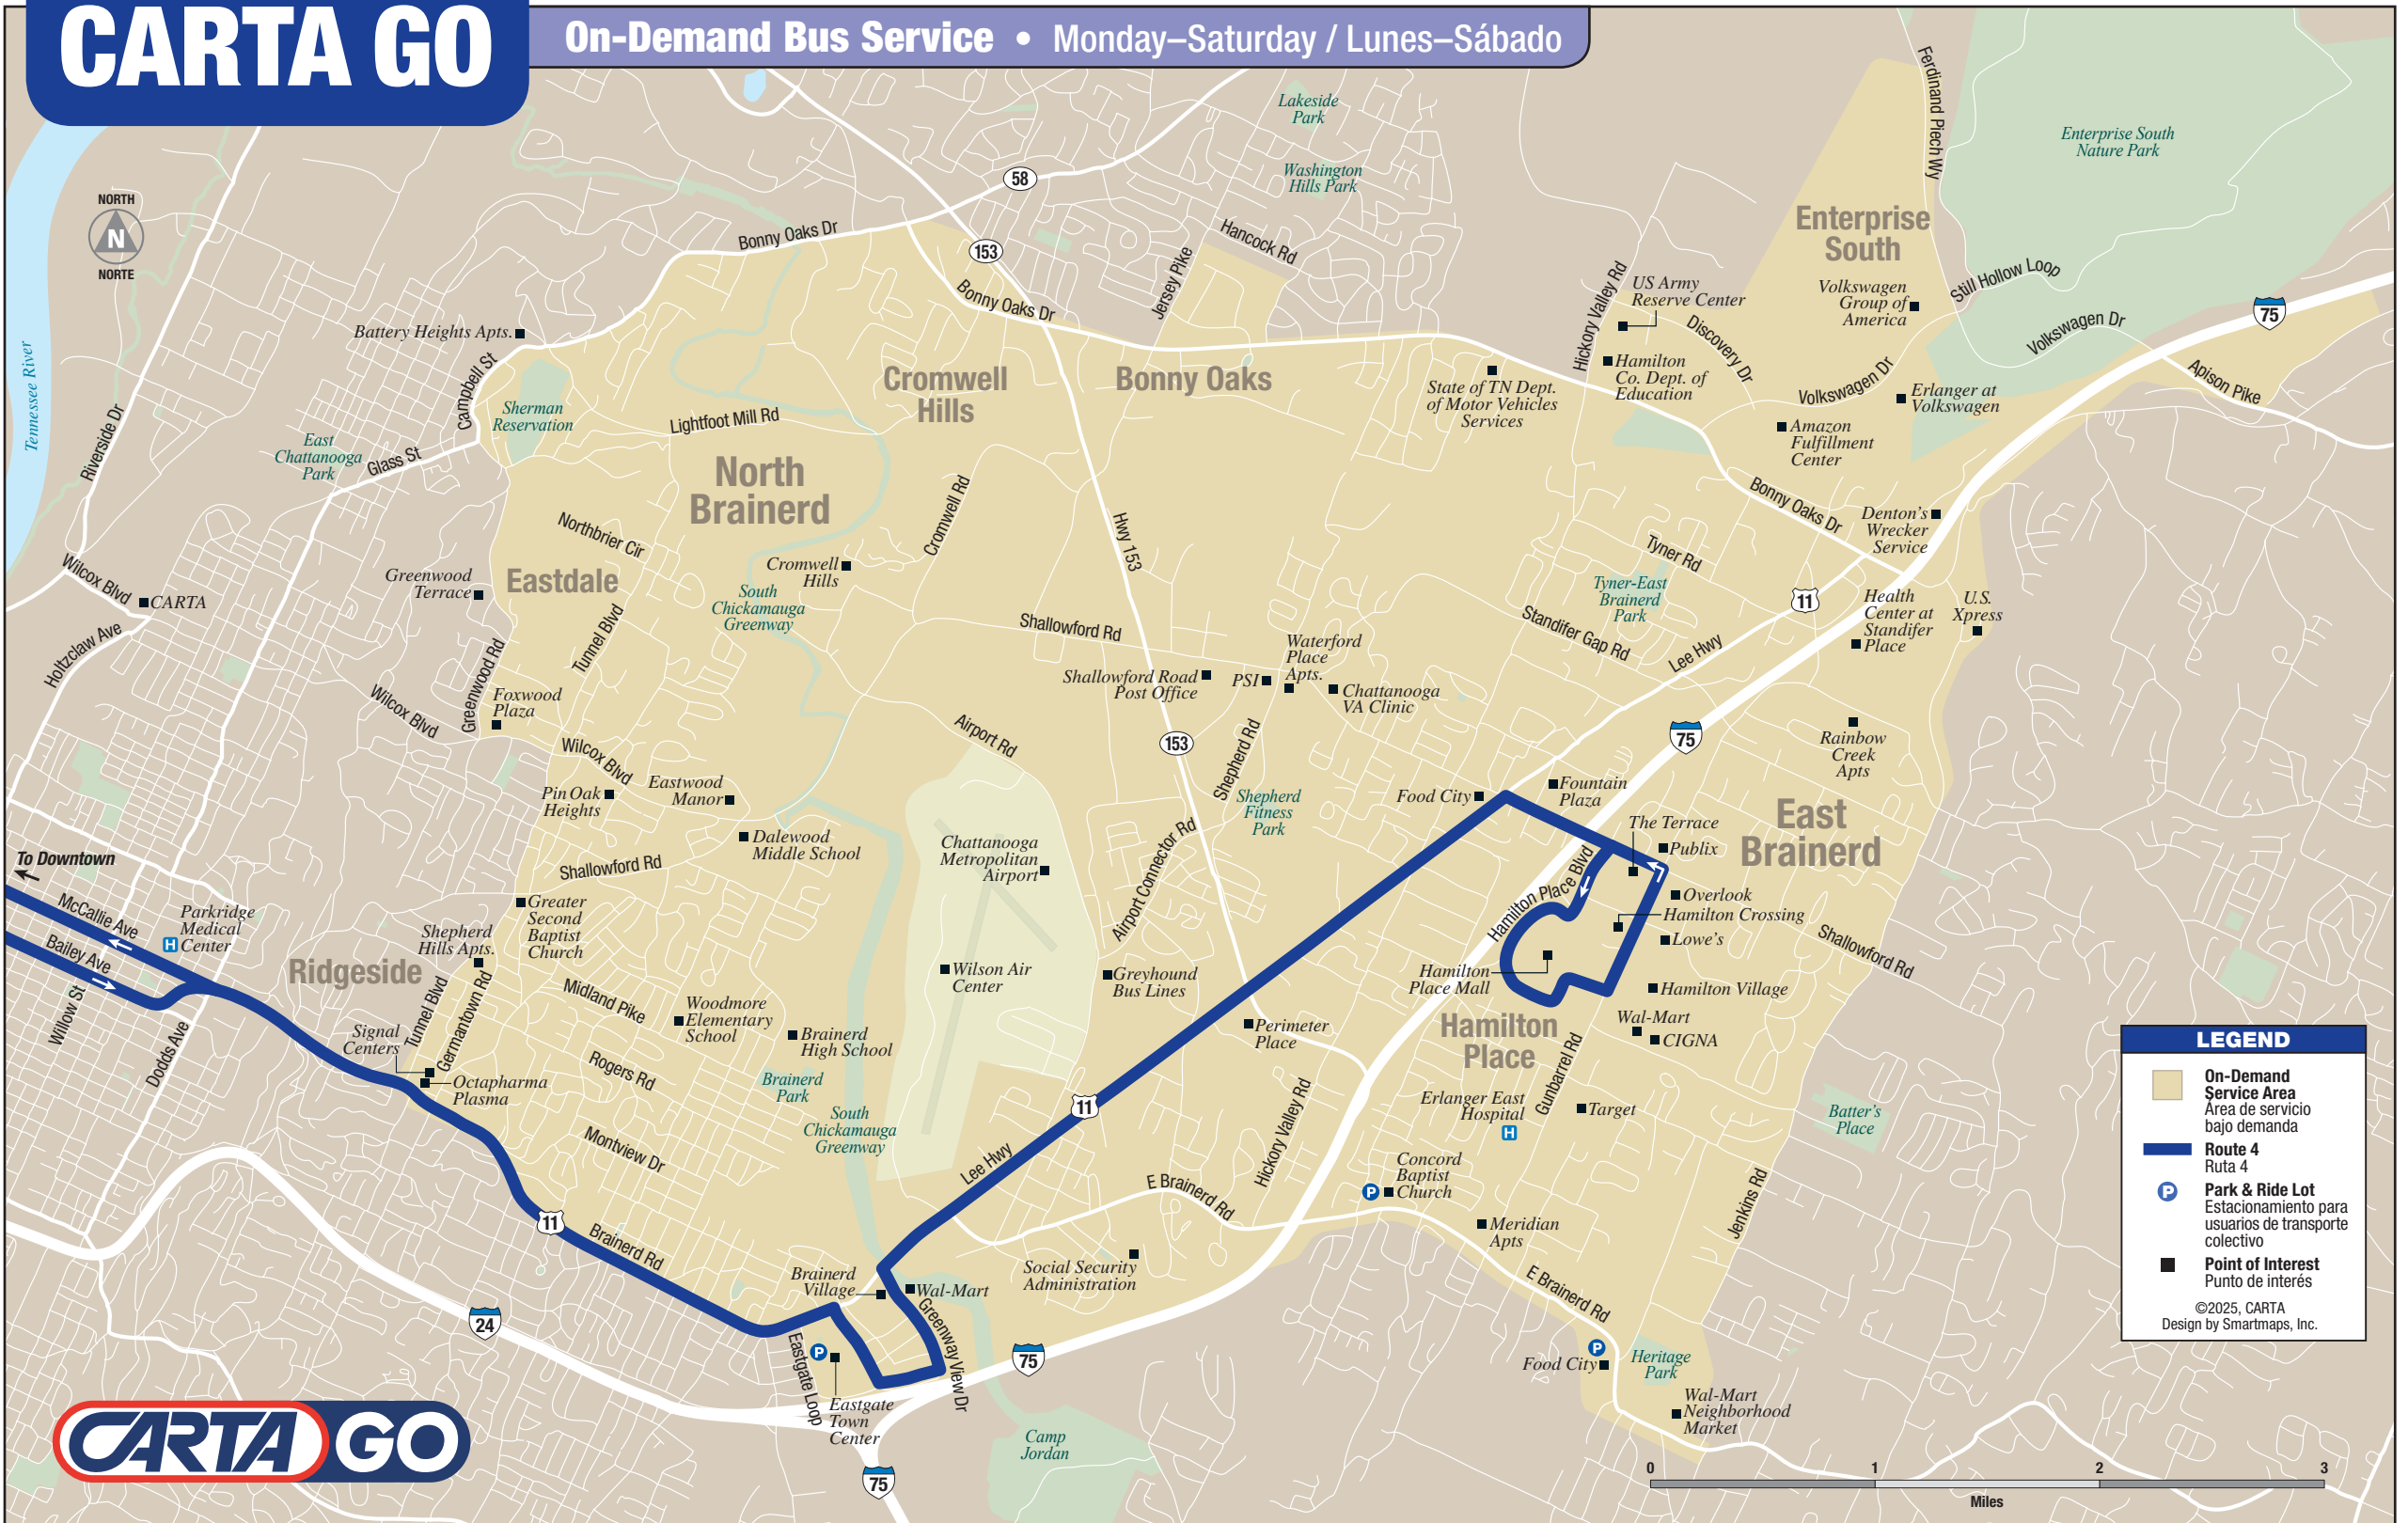 CARTA GO
On-Demand Bus Service • Monday–Saturday / Lunes–Sábado
NORTH
N
NORTE
Tennessee River
Riverside Dr
Battery Heights Apts.
Campbell St
Sherman
Reservation
East
Chattanooga
Park
Glass St
Bonny Oaks Dr
58
153
Bonny Oaks Dr
Lakeside
Park
Washington
Hills Park
Hancock Rd
Jersey Pike
Ferdinand Piech Wy
Enterprise South
Nature Park
Enterprise
South
Volkswagen
Group of
America
Still Hollow Loop
Volkswagen Dr
75
Apison Pike
Hickory Valley Rd
US Army
Reserve Center
Discovery Dr
Hamilton
Co. Dept. of
Education
Volkswagen Dr
Erlanger at
Volkswagen
State of TN Dept.
of Motor Vehicles
Services
Amazon
Fulfillment
Center
Cromwell
Hills
Bonny Oaks
Lightfoot Mill Rd
North
Brainerd
Cromwell Rd
Northbrier Cir
Hwy 153
Bonny Oaks Dr
Denton's
Wrecker
Service
Tyner Rd
Tyner-East
Brainerd
Park
11
Health
Center at
Standifer
Place
U.S.
Xpress
Wilcox Blvd
CARTA
Holtzclaw Ave
Greenwood
Terrace
Eastdale
Cromwell
Hills
South
Chickamauga
Greenway
Tunnel Blvd
Greenwood Rd
Foxwood
Plaza
Wilcox Blvd
Wilcox Blvd
Shallowford Rd
Shallowford Road
Post Office
PSI
Waterford
Place
Apts.
Chattanooga
VA Clinic
Standifer Gap Rd
Lee Hwy
75
Rainbow
Creek
Apts
Airport Rd
153
Shepherd Rd
Shepherd
Fitness
Park
Pin Oak
Heights
Eastwood
Manor
Dalewood
Middle School
Shallowford Rd
Chattanooga
Metropolitan
Airport
Airport Connector Rd
Food City
Fountain
Plaza
The Terrace
Publix
East
Brainerd
Overlook
Hamilton Crossing
Lowe's
Hamilton Place Blvd
Shallowford Rd
Hamilton
Place Mall
Hamilton Village
To Downtown
McCallie Ave
Bailey Ave
Parkridge
Medical
Center
H
Willow St
Dodds Ave
Ridgeside
Shepherd
Hills Apts.
Greater
Second
Baptist
Church
Tunnel Blvd
Germantown Rd
Signal
Centers
Octapharma
Plasma
Midland Pike
Woodmore
Elementary
School
Brainerd
High School
Rogers Rd
Brainerd
Park
South
Chickamauga
Greenway
Montview Dr
Wilson Air
Center
Greyhound
Bus Lines
Perimeter
Place
11
Lee Hwy
Hamilton
Place
Wal-Mart
CIGNA
Gunbarrel Rd
Erlanger East
Hospital
H
Target
Hickory Valley Rd
Concord
Baptist
Church
P
E Brainerd Rd
Meridian
Apts
Jenkins Rd
Batter's
Place
11
Brainerd Rd
Brainerd
Village
Wal-Mart
Greenway View Dr
Social Security
Administration
24
Eastgate Loop
P
Eastgate
Town
Center
75
75
Camp
Jordan
E Brainerd Rd
P
Food City
Heritage
Park
Wal-Mart
Neighborhood
Market
LEGEND
On-Demand
Service Area
Área de servicio
bajo demanda
Route 4
Ruta 4
P
Park & Ride Lot
Estacionamiento para
usuarios de transporte
colectivo
Point of Interest
Punto de interés
©2025, CARTA
Design by Smartmaps, Inc.
0 1 2 3
Miles
CARTA GO